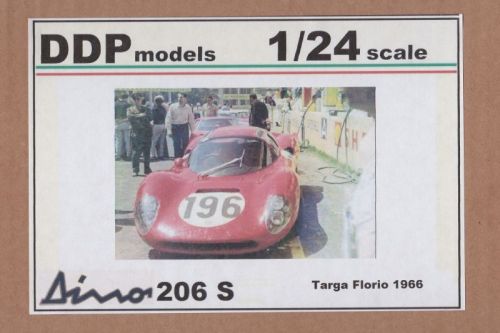 DDP models 1/24 scale
196
Dino 206 S
Targa Florio 1966